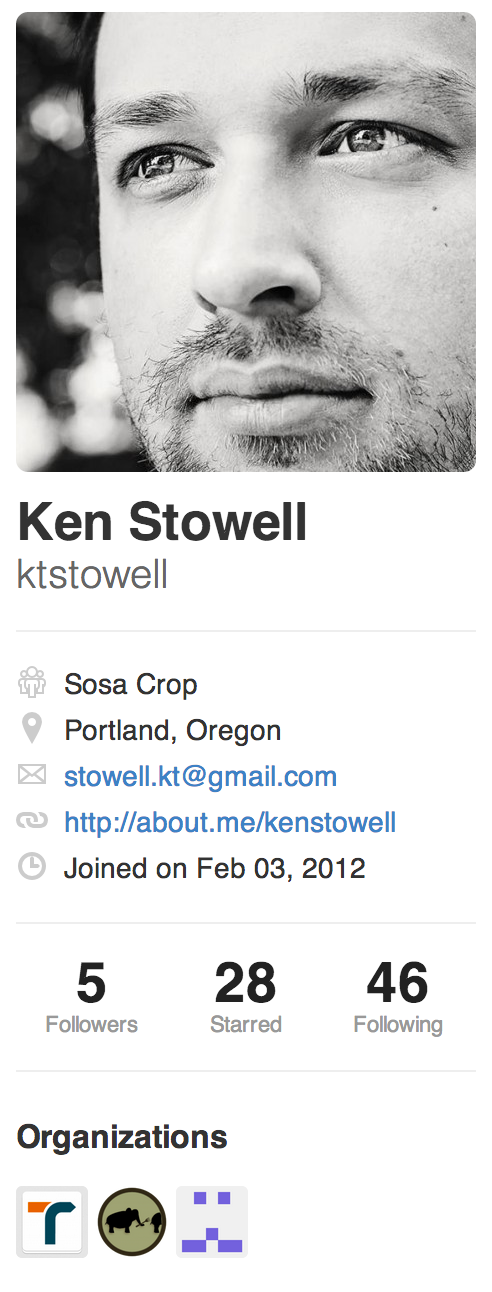 Ken Stowell
ktstowell
Sosa Crop
Portland, Oregon
stowell.kt@gmail.com
http://about.me/kenstowell
Joined on Feb 03, 2012
5 28 46
Followers Starred Following
Organizations